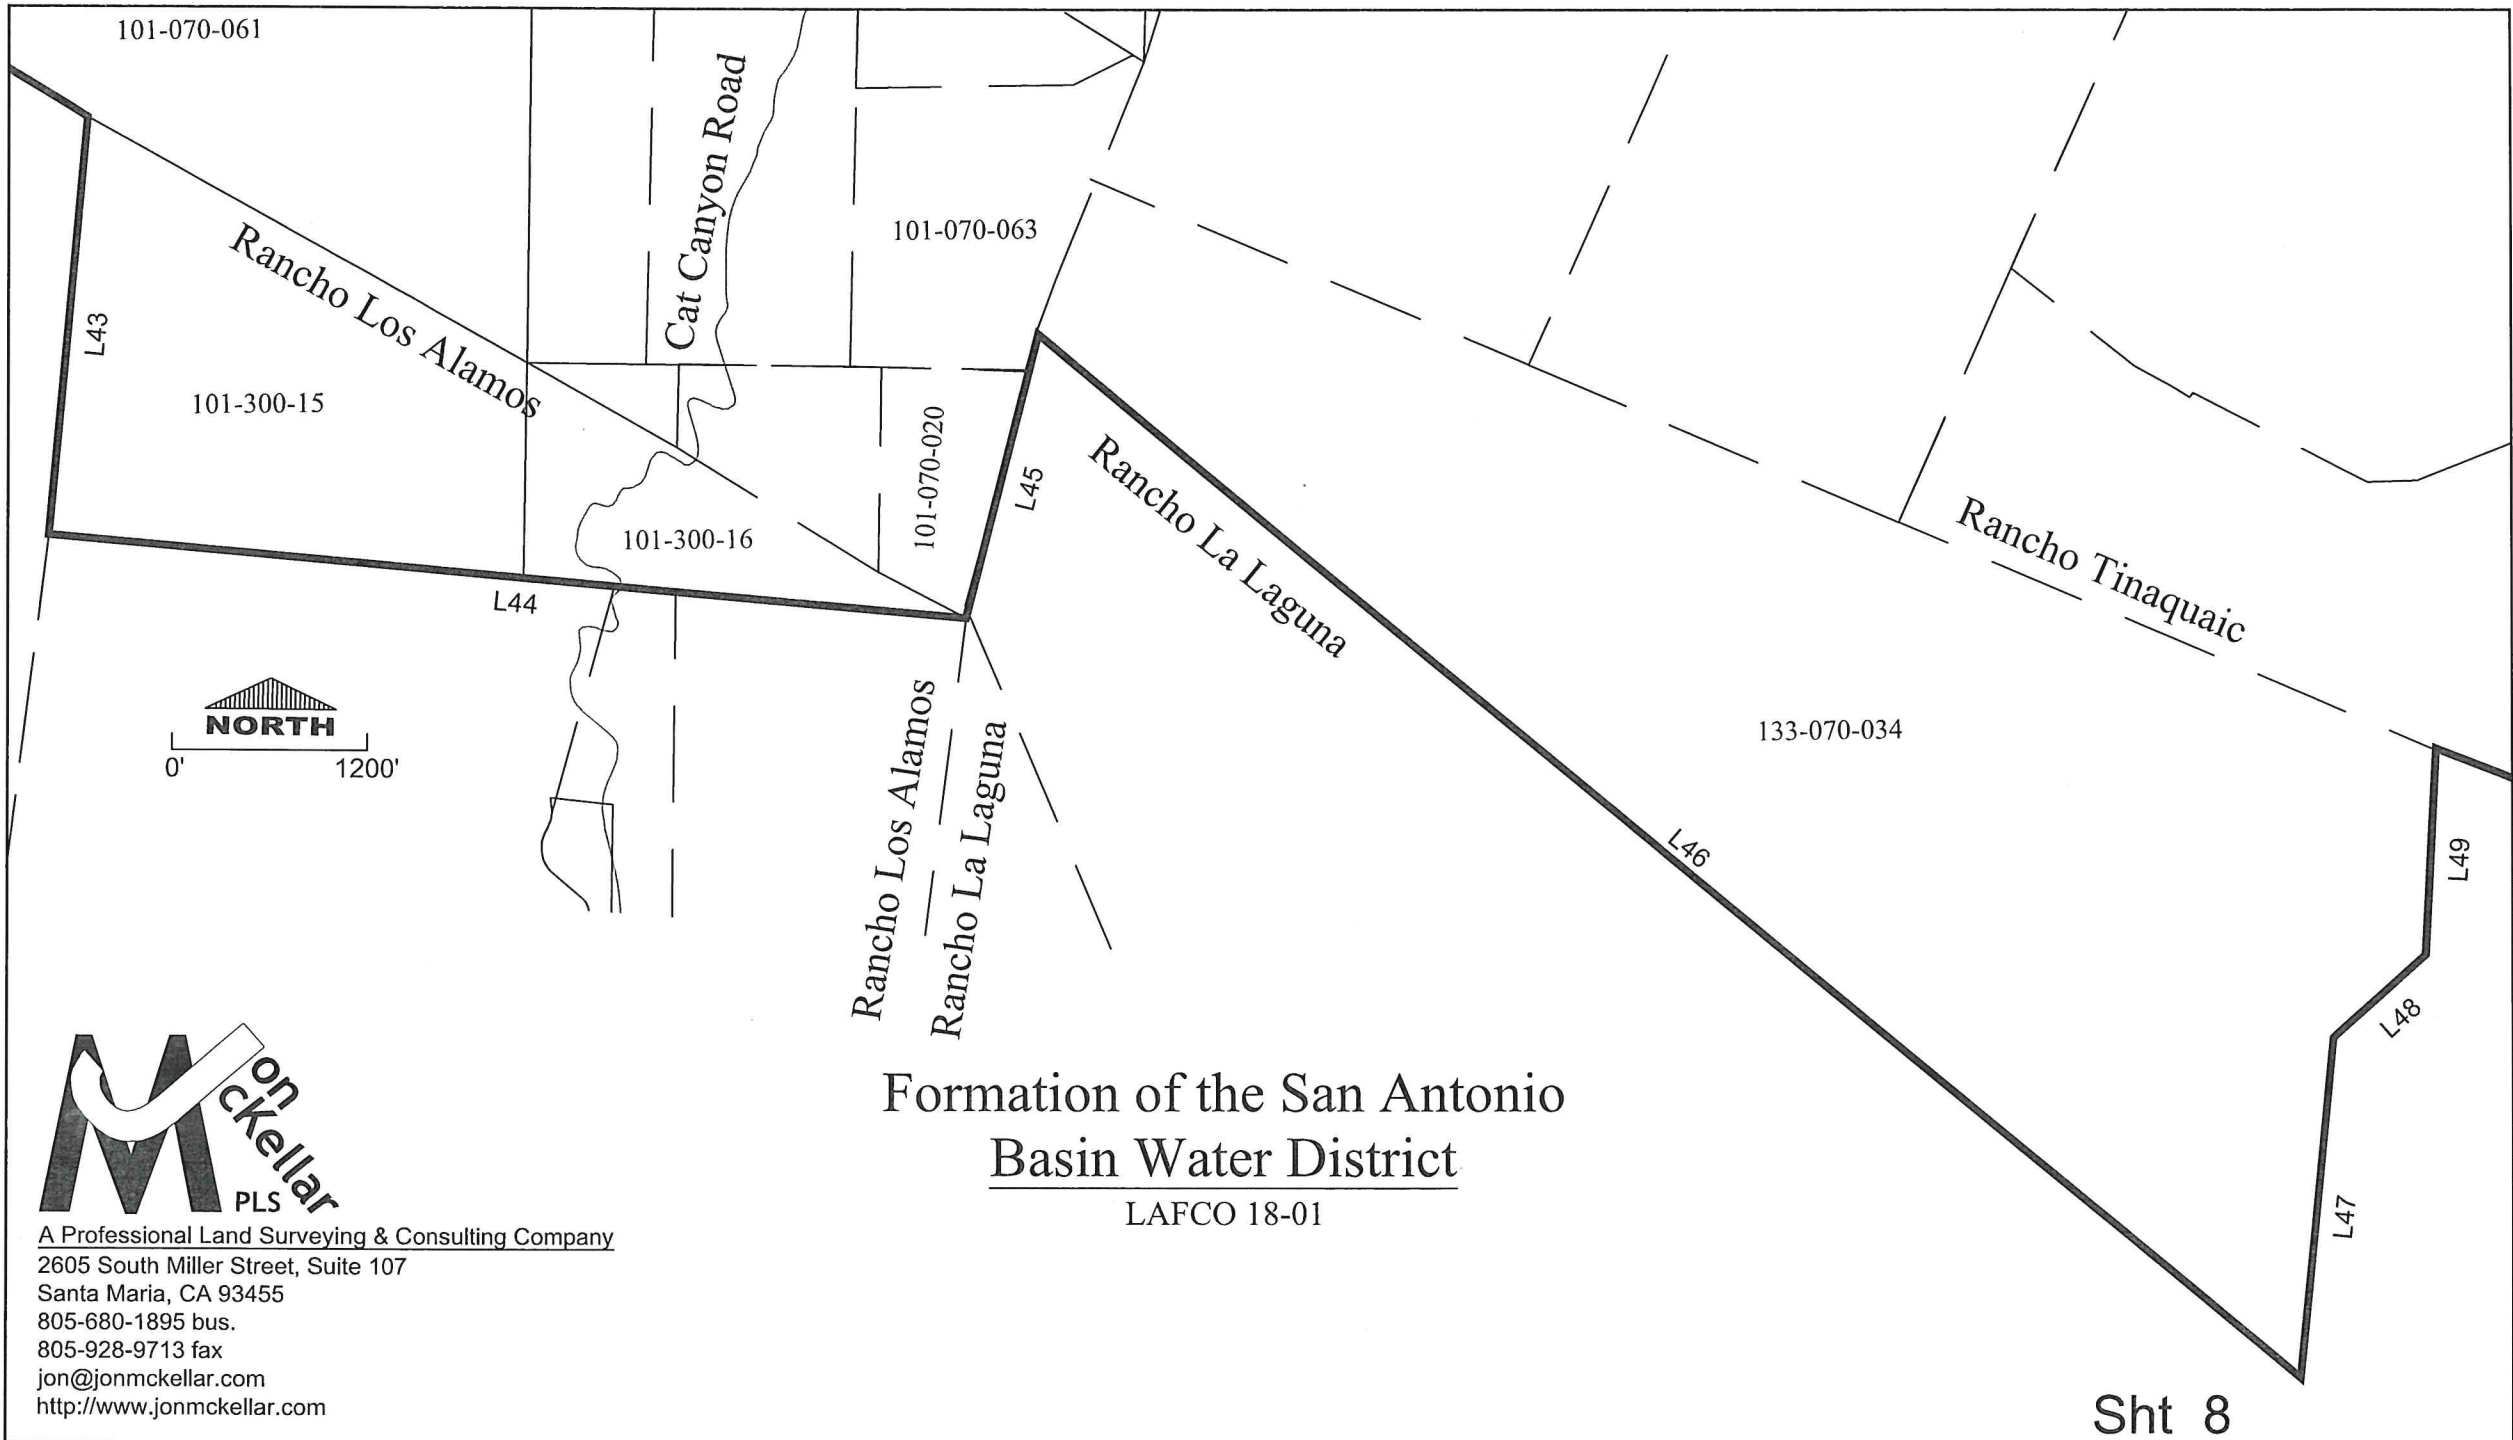 101-070-061
Cat Canyon Road
101-070-063
Rancho Los Alamos
L43
101-300-15
101-070-020
L45
Rancho La Laguna
101-300-16
Rancho Tinaquaic
L44
NORTH
0' 1200'
Rancho Los Alamos
Rancho La Laguna
133-070-034
L46
L49
L48
L47
Formation of the San Antonio
Basin Water District
LAFCO 18-01
M
on
cKellar
PLS
A Professional Land Surveying & Consulting Company
2605 South Miller Street, Suite 107
Santa Maria, CA 93455
805-680-1895 bus.
805-928-9713 fax
jon@jonmckellar.com
http://www.jonmckellar.com
Sht 8